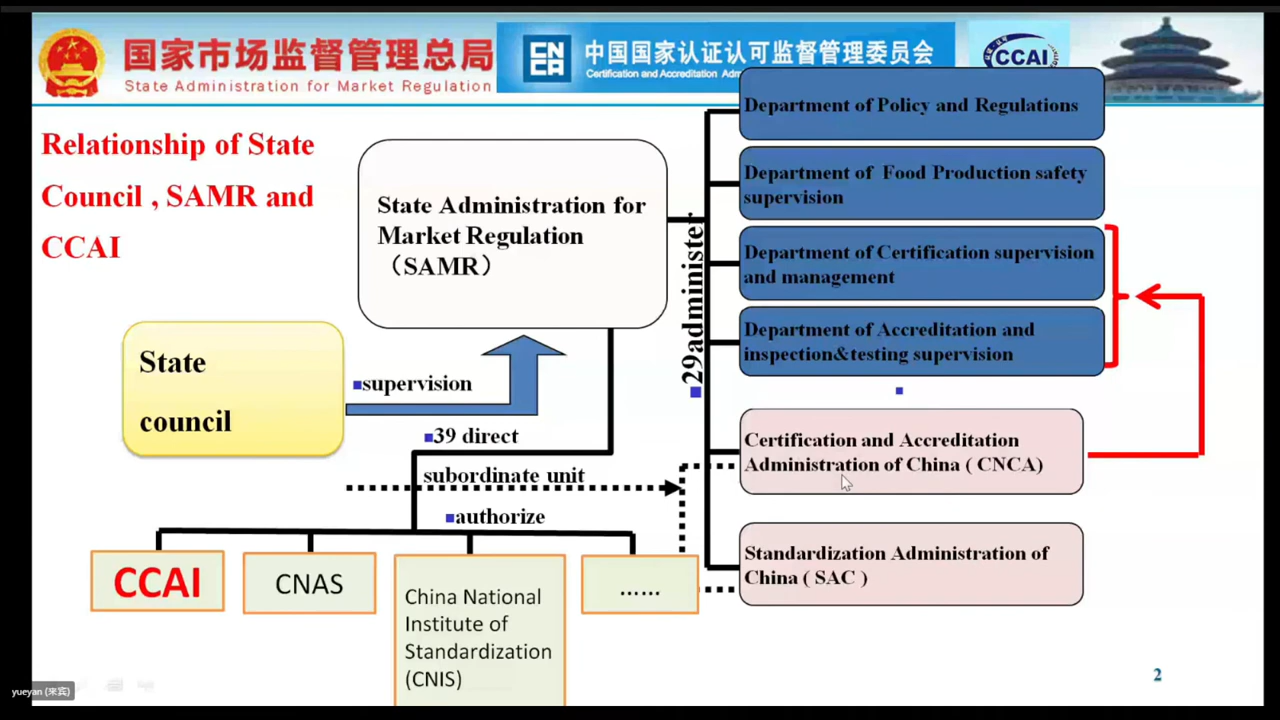 国家市场监督管理总局
State Administration for Market Regulation
CNCA
中国国家认证认可监督管理委员会
Certification and Accreditation Adm
CCAI
Relationship of State
Council , SAMR and
CCAI
State Administration for
Market Regulation
（SAMR）
State
council
supervision
39 direct
subordinate unit
authorize
29administer.
Department of Policy and Regulations
Department of Food Production safety
supervision
Department of Certification supervision
and management
Department of Accreditation and
inspection&testing supervision
Certification and Accreditation
Administration of China ( CNCA)
Standardization Administration of
China ( SAC )
CCAI
CNAS
China National
Institute of
Standardization
(CNIS)
……
2
yueyan (來宾)